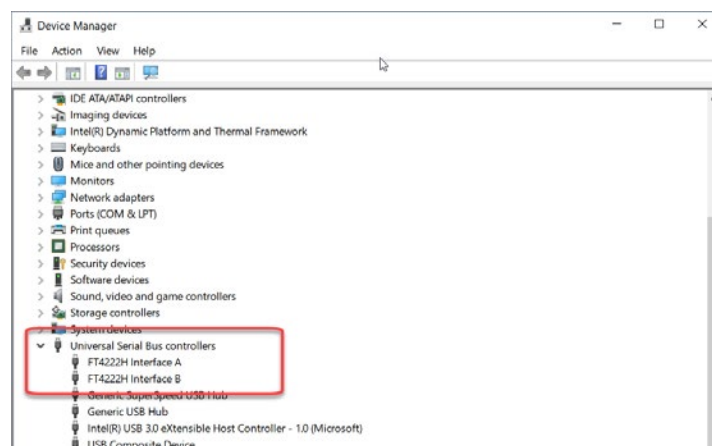 Device Manager
File Action View Help
IDE ATA/ATAPI controllers
Imaging devices
Intel(R) Dynamic Platform and Thermal Framework
Keyboards
Mice and other pointing devices
Monitors
Network adapters
Ports (COM & LPT)
Print queues
Processors
Security devices
Software devices
Sound, video and game controllers
Storage controllers
System devices
Universal Serial Bus controllers
FT4222H Interface A
FT4222H Interface B
Generic SuperSpeed USB Hub
Generic USB Hub
Intel(R) USB 3.0 eXtensible Host Controller - 1.0 (Microsoft)
USB Composite Device